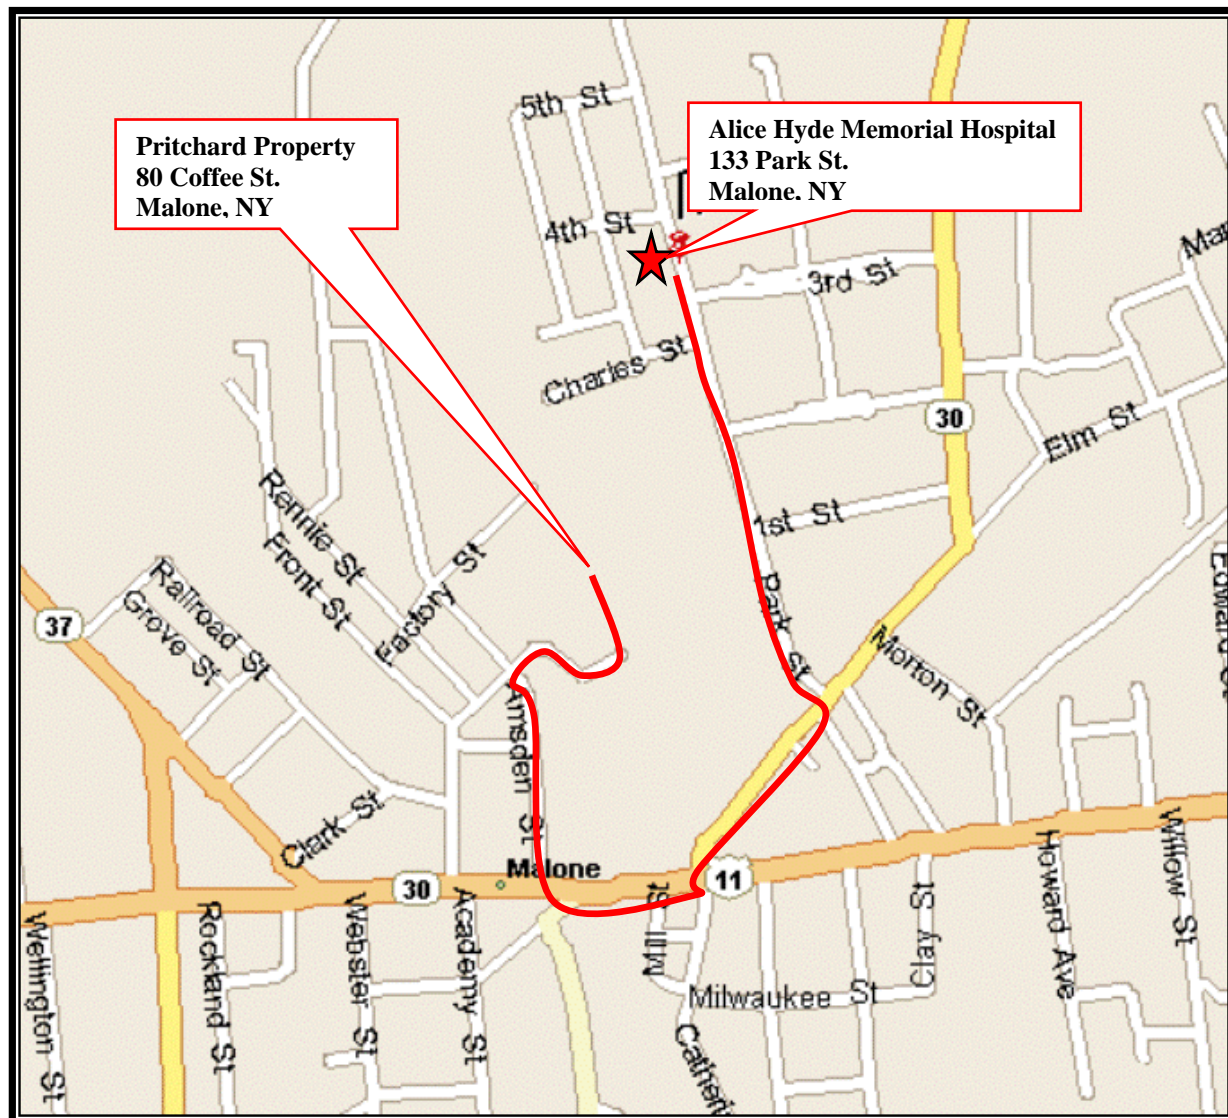 5th St
Pritchard Property
80 Coffee St.
Malone, NY
Alice Hyde Memorial Hospital
133 Park St.
Malone, NY
4th St
3rd St
Charles St
30
Elm St
Rennie St
Front St
Factory St
1st St
Park St
Railroad St
Grove St
37
Morton St
Amsden St
Clark St
Malone
30
11
Mill St
Milwaukee St
Clay St
Howard Ave
Willow St
Wellington St
Rockland St
Webster St
Academy St